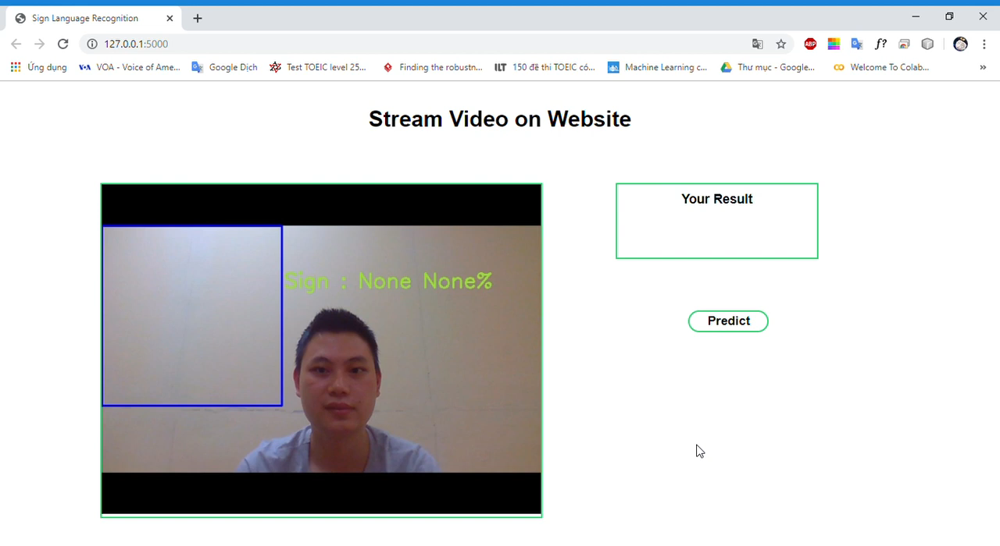 Sign Language Recognition
127.0.0.1:5000
ABP
f?
Ứng dụng VOA - Voice of Ame... Google Dịch Test TOEIC level 25... Finding the robustn... ILT 150 đề thi TOEIC có... Machine Learning c... Thư mục - Google... Welcome To Colab...
Stream Video on Website
Sign : None None%
Your Result
Predict